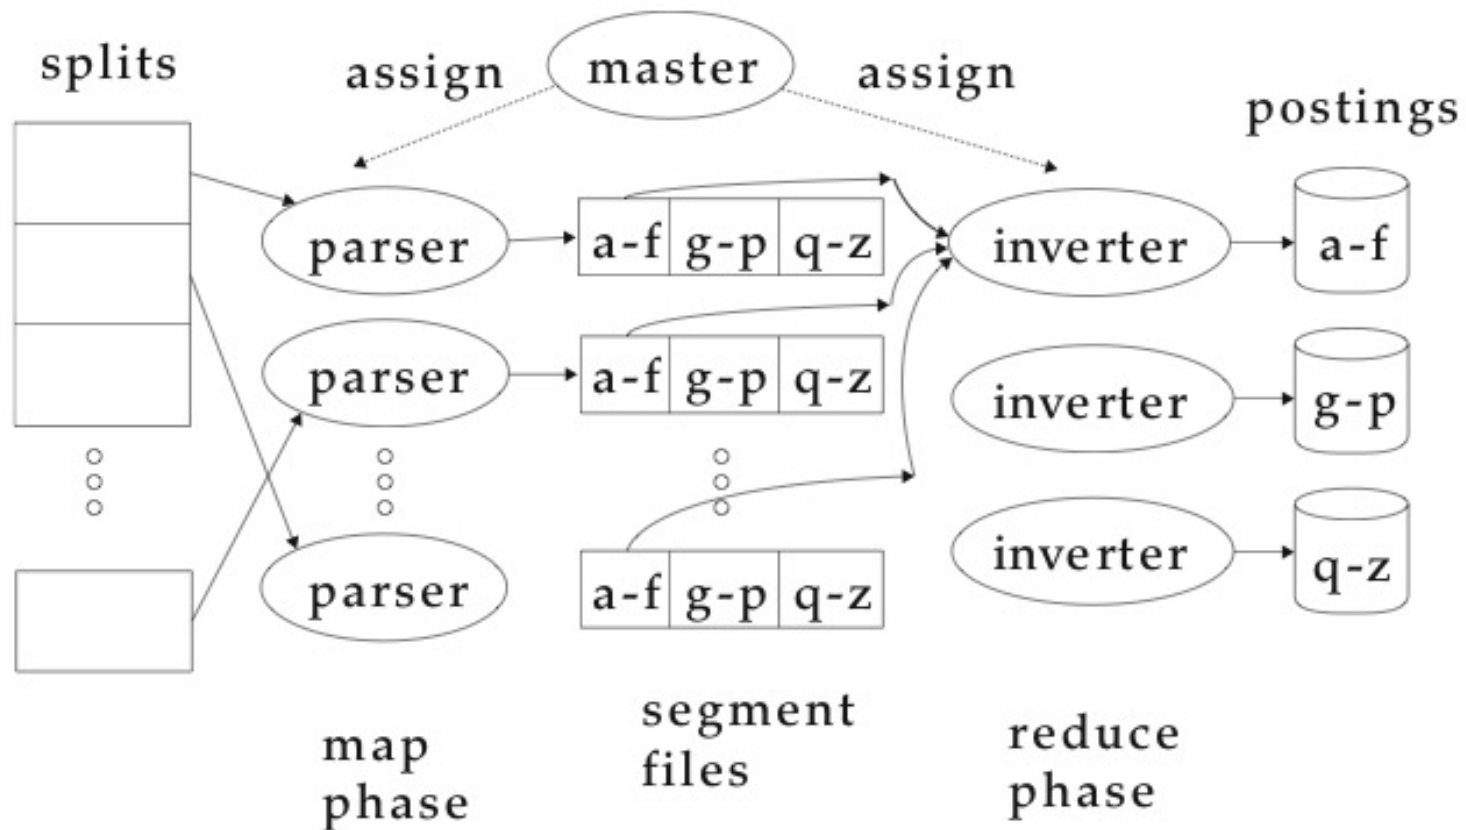 splits
assign
master
assign
postings
parser
a-f
g-p
q-z
inverter
a-f
parser
a-f
g-p
q-z
inverter
g-p
parser
a-f
g-p
q-z
inverter
q-z
map
phase
segment
files
reduce
phase